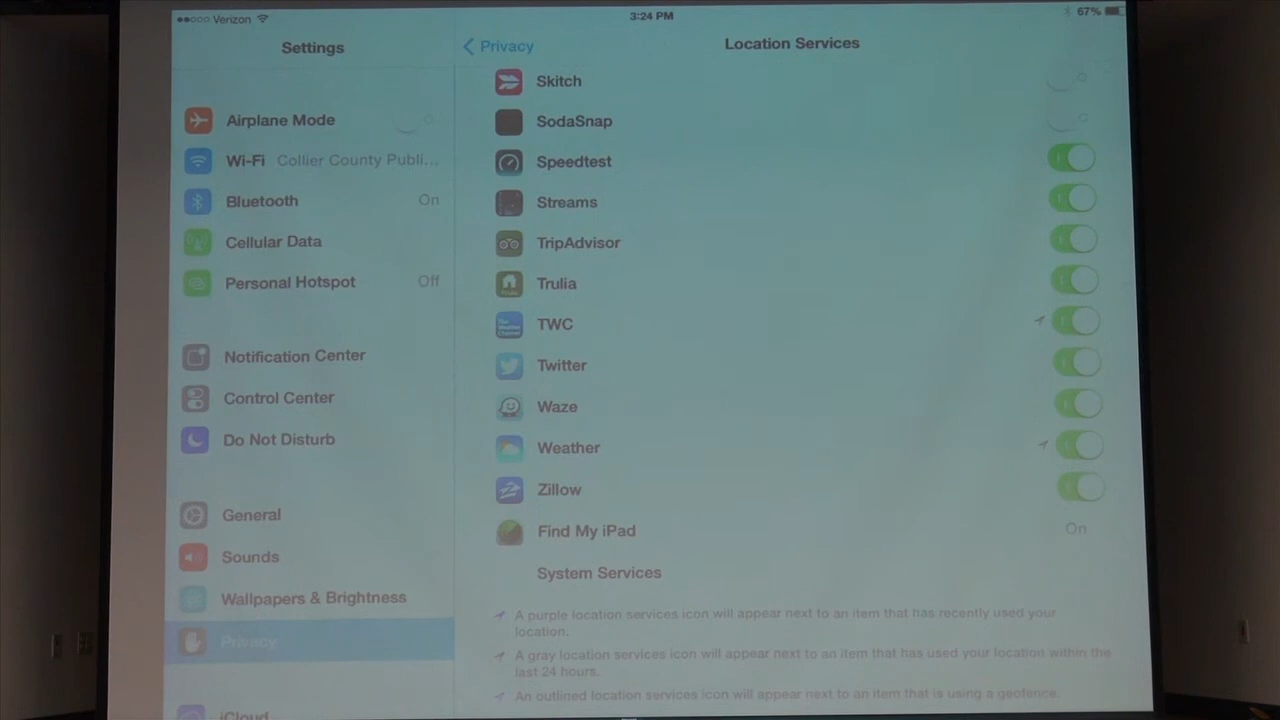 Verizon
3:24 PM
67%
Settings
Privacy
Location Services
Airplane Mode
Wi-Fi Collier County Publi...
Bluetooth On
Cellular Data
Personal Hotspot Off
Notification Center
Control Center
Do Not Disturb
General
Sounds
Wallpapers & Brightness
Privacy
iCloud
Skitch
SodaSnap
Speedtest
Streams
TripAdvisor
Trulia
TWC
Twitter
Waze
Weather
Zillow
Find My iPad On
System Services
A purple location services icon will appear next to an item that has recently used your
location.
A gray location services icon will appear next to an item that has used your location within the
last 24 hours.
An outlined location services icon will appear next to an item that is using a geofence.